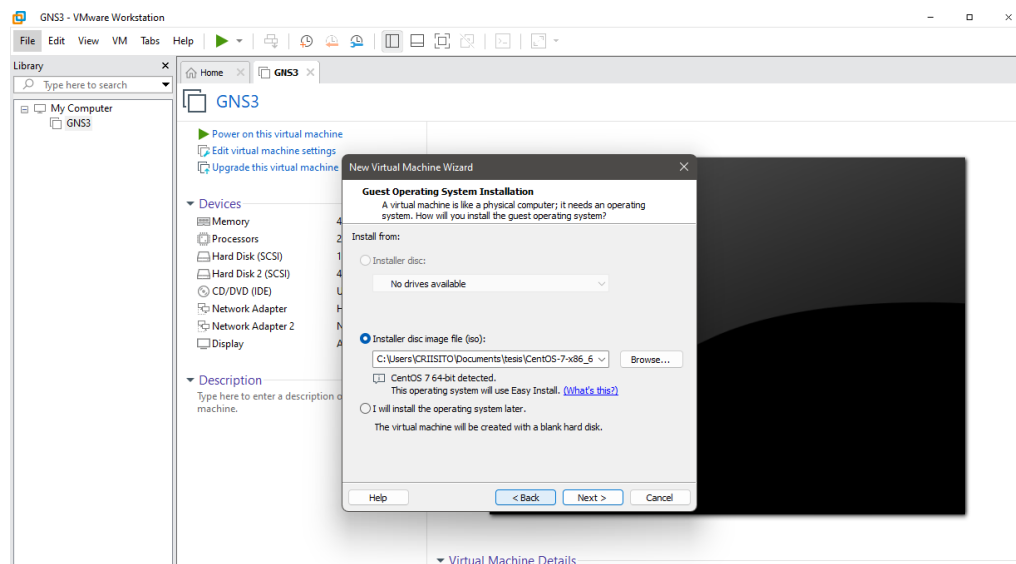 GNS3 - VMware Workstation
File Edit View VM Tabs Help
Library
Type here to search
My Computer
GNS3
Home
GNS3
GNS3
Power on this virtual machine
Edit virtual machine settings
Upgrade this virtual machine
Devices
Memory 4
Processors 2
Hard Disk (SCSI) 1
Hard Disk 2 (SCSI) 4
CD/DVD (IDE)
Network Adapter
Network Adapter 2
Display
Description
Type here to enter a description o
machine.
New Virtual Machine Wizard
Guest Operating System Installation
A virtual machine is like a physical computer; it needs an operating
system. How will you install the guest operating system?
Install from:
Installer disc:
No drives available
Installer disc image file (iso):
C:\Users\CRIISITO\Documents\tesis\CentOS-7-x86_6
Browse...
CentOS 7 64-bit detected.
This operating system will use Easy Install. (What's this?)
I will install the operating system later.
The virtual machine will be created with a blank hard disk.
Help < Back Next > Cancel
Virtual Machine Details